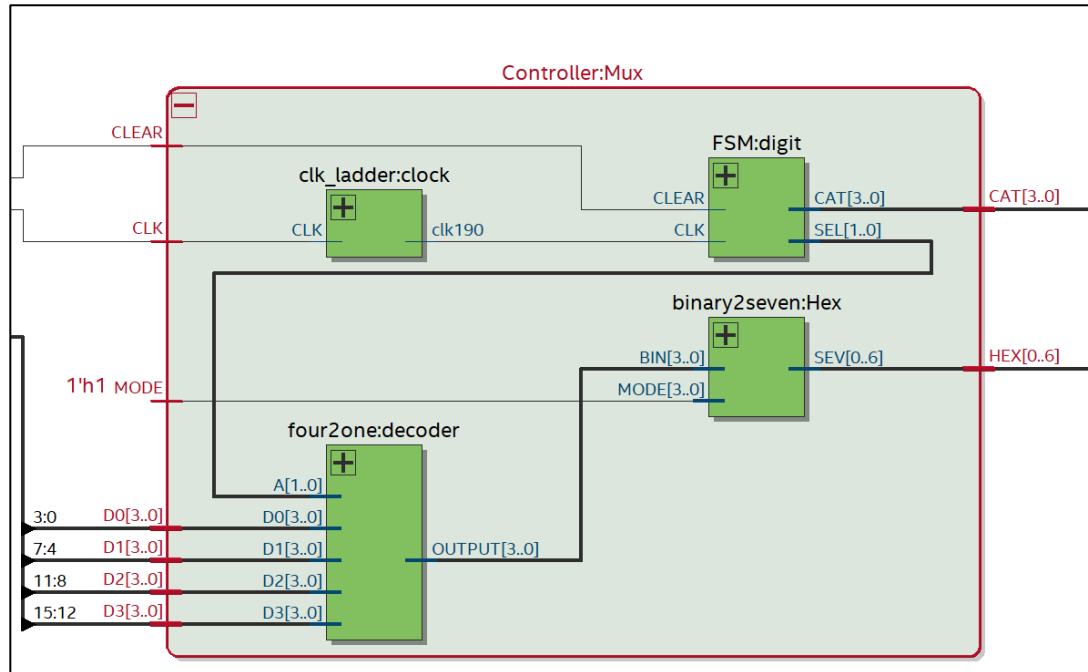 Controller:Mux
CLEAR
FSM:digit
clk_ladder:clock
CLEAR
CAT[3..0]
CAT[3..0]
CLK
CLK
clk190
CLK
SEL[1..0]
binary2seven:Hex
BIN[3..0]
SEV[0..6]
HEX[0..6]
1'h1 MODE
MODE[3..0]
four2one:decoder
A[1..0]
3:0
D0[3..0]
D0[3..0]
7:4
D1[3..0]
D1[3..0]
OUTPUT[3..0]
11:8
D2[3..0]
D2[3..0]
15:12
D3[3..0]
D3[3..0]